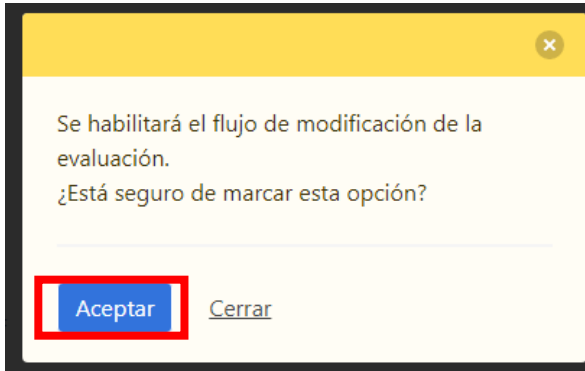 Se habilitará el flujo de modificación de la
evaluación.
¿Está seguro de marcar esta opción?
Aceptar
Cerrar